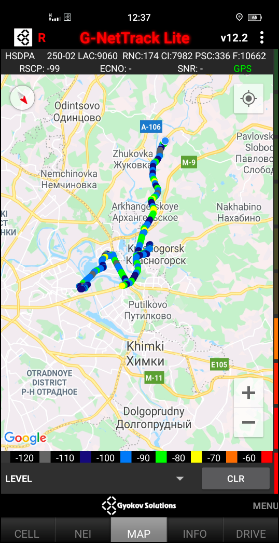 12:37
R G-NetTrack Lite v12.2
HSDPA 250-02 LAC:9060 RNC:174 CI:7982 PSC:336 F:10662
RSCP: -99 ECNO: - SNR: - GPS
Odintsovo
Одинцово
A-106
Zhukovka
Жуковка
M-9
Nemchinovka
Немчиновка
Arkhangelskoye
Архангельское
Nakhabino
Нахабино
Красногорск
Putilkovo
Путилково
Khimki
Химки
E105
M-11
OTRADNOYE
DISTRICT
Р-Н ОТРАДНОЕ
Dolgoprudny
Долгопрудный
+
−
Google
-120 -110 -100 -90 -80 -70 -60
LEVEL CLR
Gyokov Solutions MENU
CELL NEI MAP INFO DRIVE